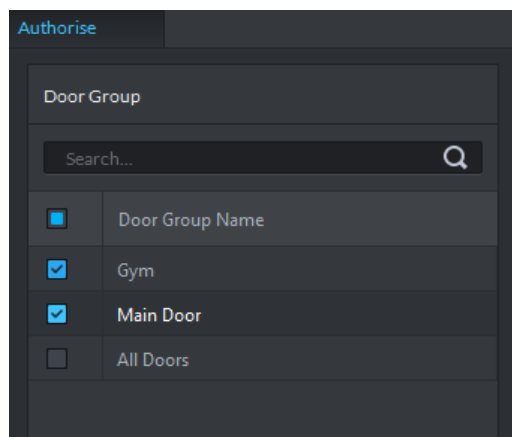 Authorise
Door Group
Search...
Door Group Name
Gym
Main Door
All Doors